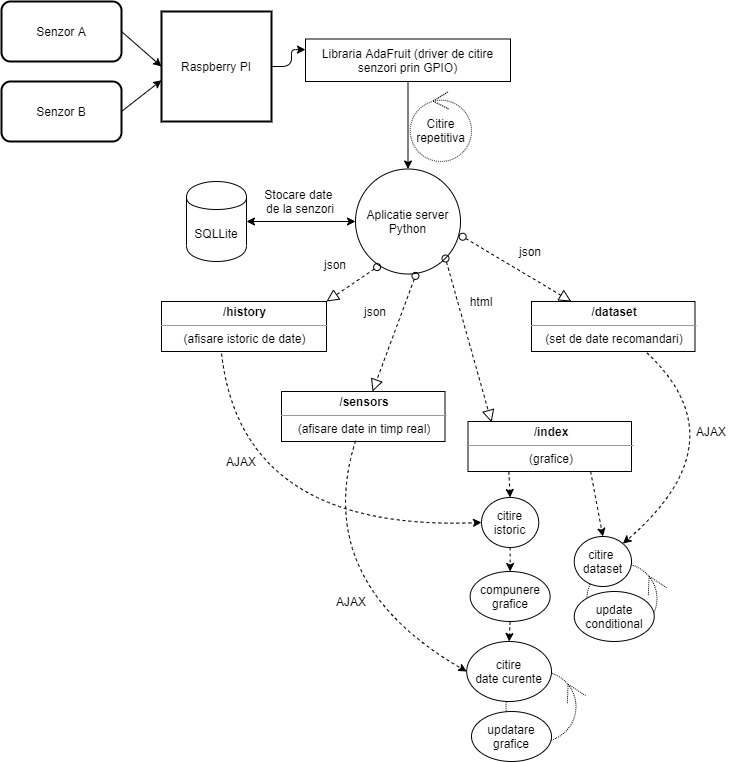 Senzor A
Senzor B
Raspberry PI
Libraria AdaFruit (driver de citire
senzori prin GPIO)
Citire
repetitiva
Stocare date
de la senzori
SQLLite
Aplicatie server
Python
json
json
html
json
/history
(afisare istoric de date)
/dataset
(set de date recomandari)
/sensors
(afisare date in timp real)
/index
(grafice)
AJAX
AJAX
AJAX
citire
istoric
citire
dataset
compunere
grafice
update
conditional
citire
date curente
updatare
grafice